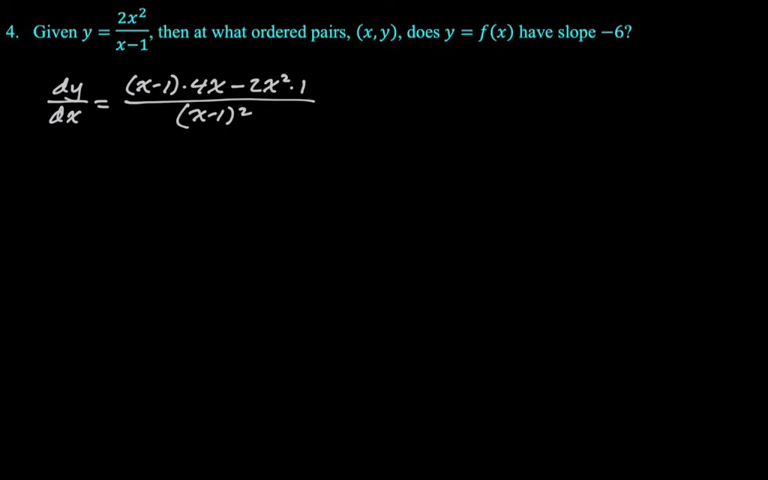 4. Given y = 2x²/(x−1), then at what ordered pairs, (x, y), does y = f(x) have slope −6?
dy/dx = ((x-1)·4x - 2x²·1)/(x-1)²